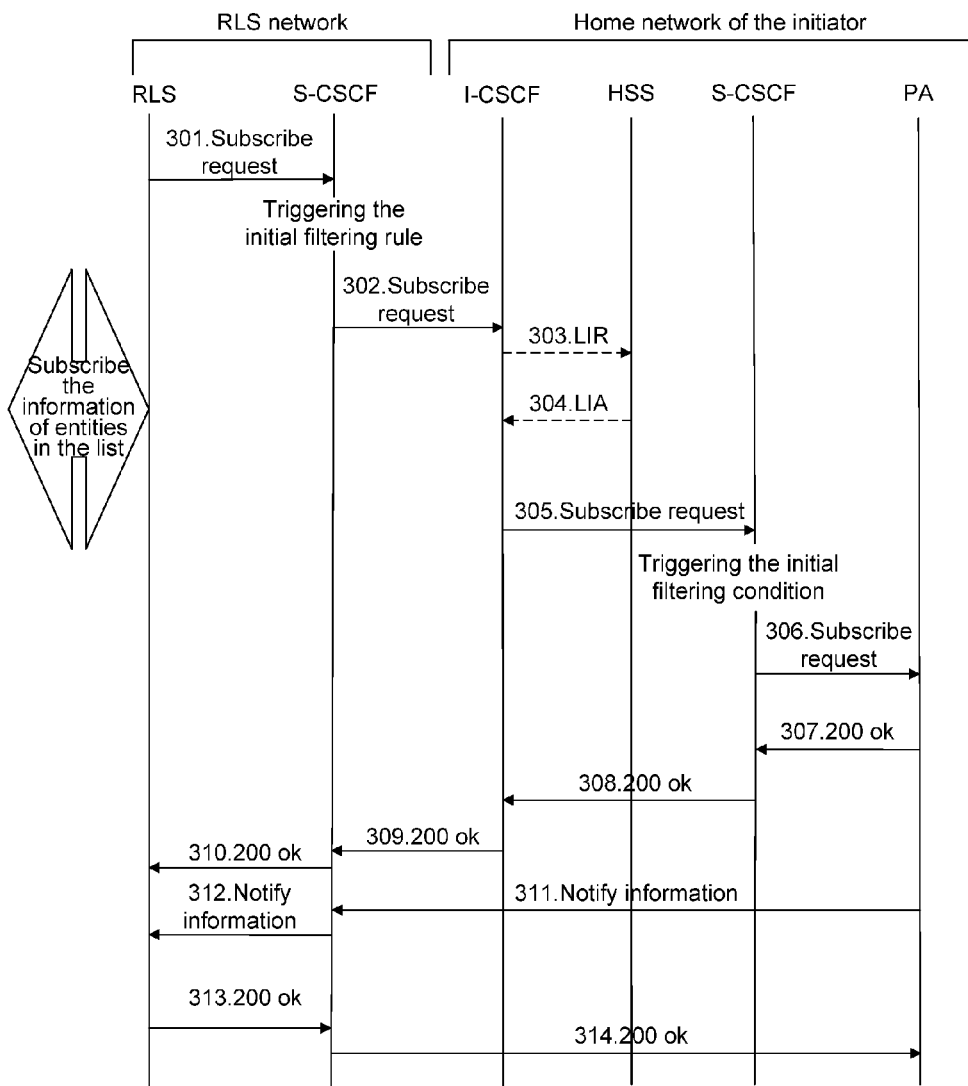 RLS network
Home network of the initiator
RLS
S-CSCF
I-CSCF
HSS
S-CSCF
PA
301.Subscribe
request
Triggering the
initial filtering rule
302.Subscribe
request
303.LIR
Subscribe
the
information
of entities
in the list
304.LIA
305.Subscribe request
Triggering the initial
filtering condition
306.Subscribe
request
307.200 ok
308.200 ok
309.200 ok
310.200 ok
312.Notify
information
311.Notify information
313.200 ok
314.200 ok